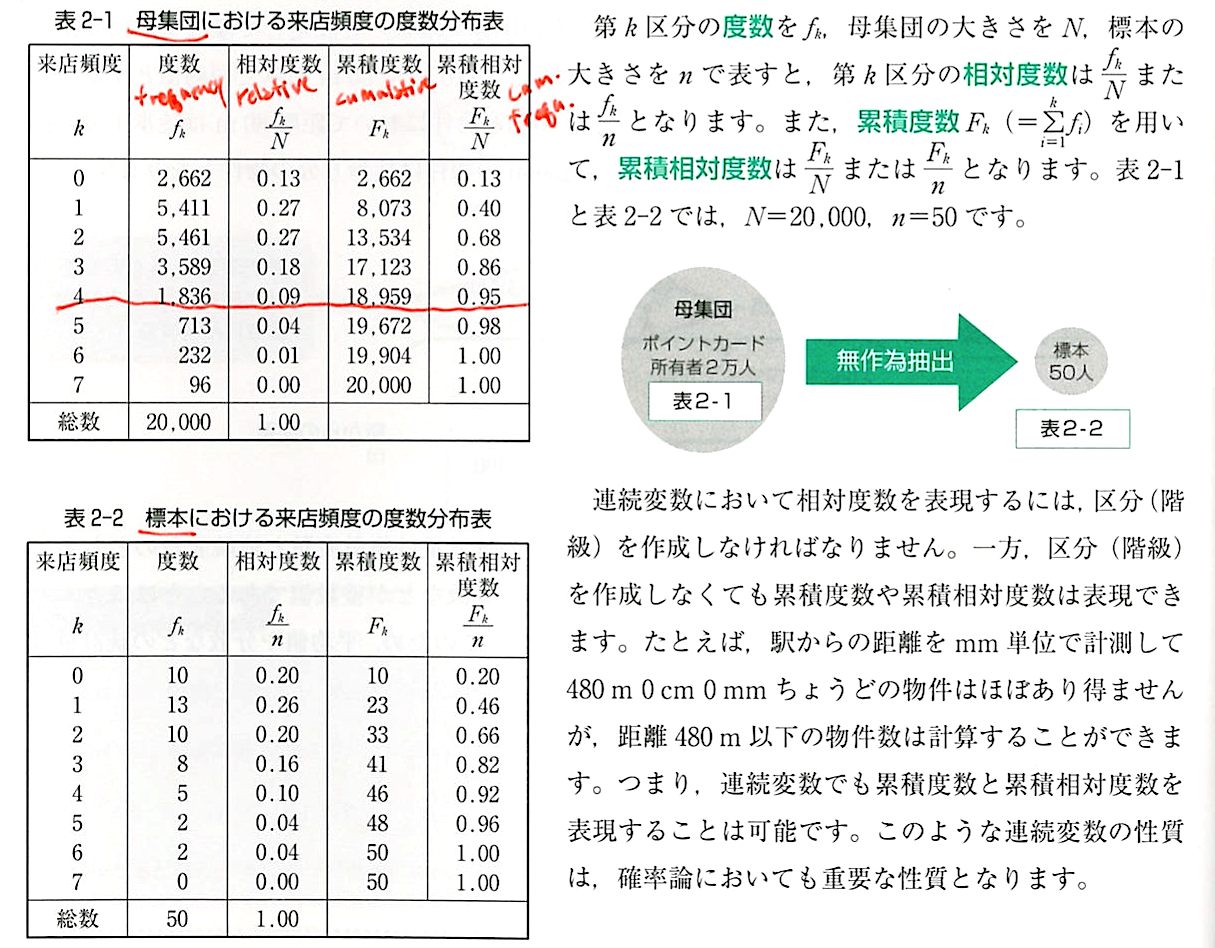 表 2-1　母集団における来店頻度の度数分布表
来店頻度 度数 相対度数 累積度数 累積相対度数
frequency relative cumulative cum. frequ.
k f_k f_k/N F_k F_k/N
0 2,662 0.13 2,662 0.13
1 5,411 0.27 8,073 0.40
2 5,461 0.27 13,534 0.68
3 3,589 0.18 17,123 0.86
4 1,836 0.09 18,959 0.95
5 713 0.04 19,672 0.98
6 232 0.01 19,904 1.00
7 96 0.00 20,000 1.00
総数 20,000 1.00
表 2-2　標本における来店頻度の度数分布表
来店頻度 度数 相対度数 累積度数 累積相対度数
k f_k f_k/n F_k F_k/n
0 10 0.20 10 0.20
1 13 0.26 23 0.46
2 10 0.20 33 0.66
3 8 0.16 41 0.82
4 5 0.10 46 0.92
5 2 0.04 48 0.96
6 2 0.04 50 1.00
7 0 0.00 50 1.00
総数 50 1.00
第 k 区分の度数を f_k，母集団の大きさを N，標本の
大きさを n で表すと，第 k 区分の相対度数は f_k/N また
は f_k/n となります。また，累積度数 F_k（=∑_{i=1}^{k} f_i）を用い
て，累積相対度数は F_k/N または F_k/n となります。表 2-1
と表 2-2 では，N=20,000，n=50 です。
母集団
ポイントカード
所有者2万人
表2-1
無作為抽出
標本
50人
表2-2
連続変数において相対度数を表現するには，区分（階
級）を作成しなければなりません。一方，区分（階級）
を作成しなくても累積度数や累積相対度数は表現でき
ます。たとえば，駅からの距離を mm 単位で計測して
480 m 0 cm 0 mm ちょうどの物件はほぼあり得ません
が，距離 480 m 以下の物件数は計算することができま
す。つまり，連続変数でも累積度数と累積相対度数を
表現することは可能です。このような連続変数の性質
は，確率論においても重要な性質となります。